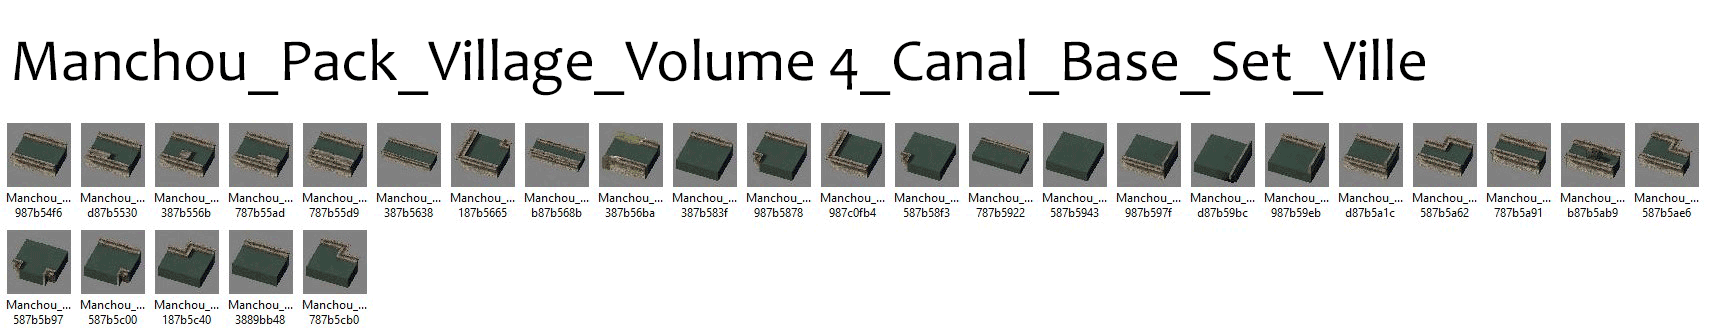 Manchou_Pack_Village_Volume 4_Canal_Base_Set_Ville
Manchou_... Manchou_... Manchou_... Manchou_... Manchou_... Manchou_... Manchou_... Manchou_... Manchou_... Manchou_... Manchou_... Manchou_... Manchou_... Manchou_... Manchou_... Manchou_... Manchou_... Manchou_... Manchou_... Manchou_... Manchou_... Manchou_... Manchou_...
987b54f6 d87b5530 387b556b 787b55ad 787b55d9 387b5638 187b5665 b87b568b 387b56ba 387b583f 987b5878 987c0fb4 587b58f3 787b5922 587b5943 987b597f d87b59bc 987b59eb d87b5a1c 587b5a62 787b5a91 b87b5ab9 587b5ae6
Manchou_... Manchou_... Manchou_... Manchou_... Manchou_...
587b5b97 587b5c00 187b5c40 3889bb48 787b5cb0